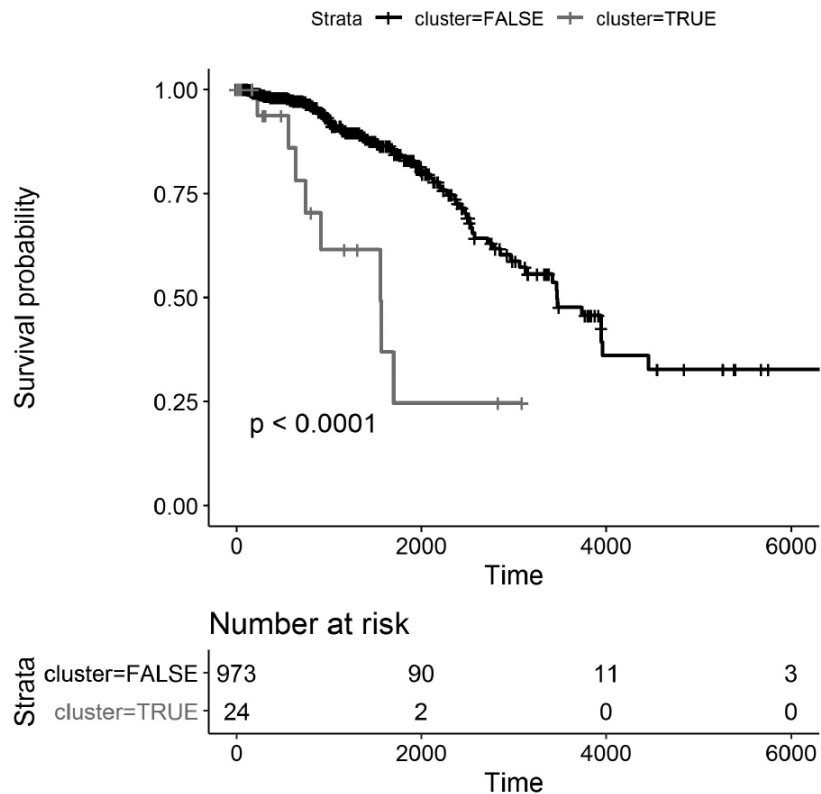 Strata cluster=FALSE cluster=TRUE
1.00
0.75
0.50
0.25
0.00
Survival probability
p < 0.0001
0 2000 4000 6000
Time
Number at risk
Strata
cluster=FALSE 973 90 11 3
cluster=TRUE 24 2 0 0
0 2000 4000 6000
Time